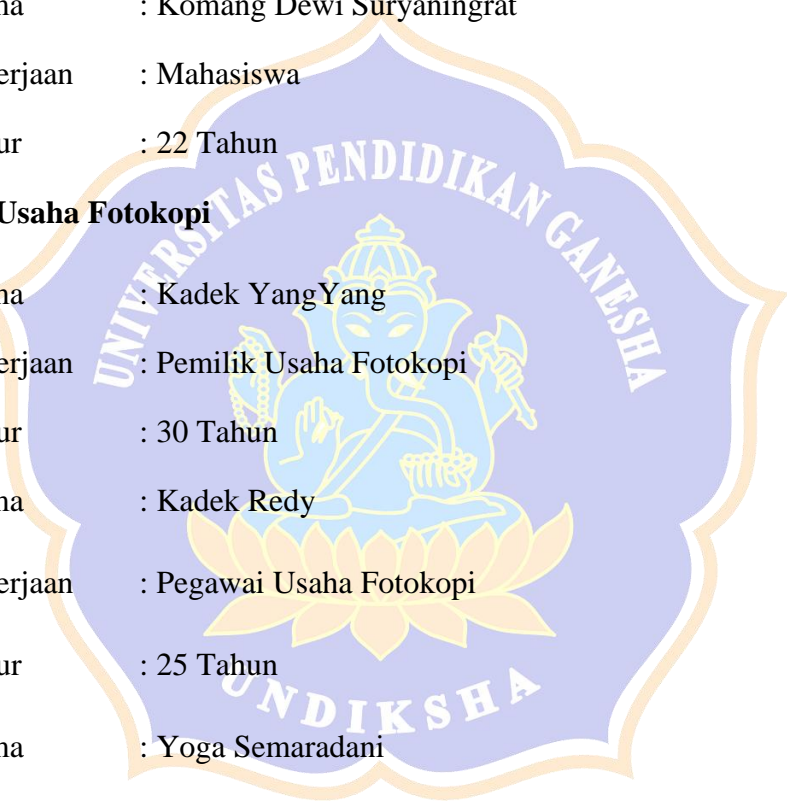 na : Komang Dewi Suryaningrat
erjaan : Mahasiswa
ur : 22 Tahun
Usaha Fotokopi
na : Kadek YangYang
erjaan : Pemilik Usaha Fotokopi
ur : 30 Tahun
na : Kadek Redy
erjaan : Pegawai Usaha Fotokopi
ur : 25 Tahun
na : Yoga Semaradani
UNIVERSITAS PENDIDIKAN GANESHA
UNDIKSHA